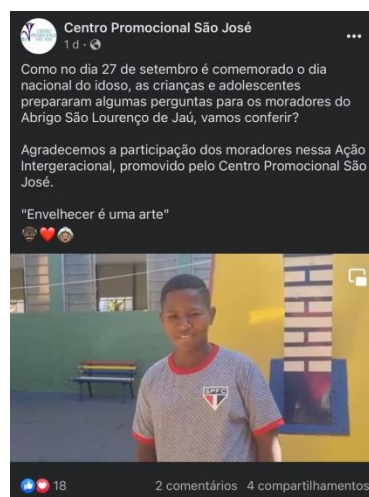 Centro Promocional São José
1 d
Como no dia 27 de setembro é comemorado o dia
nacional do idoso, as crianças e adolescentes
prepararam algumas perguntas para os moradores do
Abrigo São Lourenço de Jaú, vamos conferir?
Agradecemos a participação dos moradores nessa Ação
Intergeracional, promovido pelo Centro Promocional São
José.
"Envelhecer é uma arte"
SPFC
18
2 comentários 4 compartilhamentos